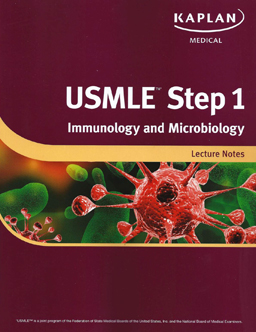 KAPLAN
MEDICAL
USMLE™ Step 1
Immunology and Microbiology
Lecture Notes
*USMLE™ is a joint program of the Federation of State Medical Boards of the United States, Inc. and the National Board of Medical Examiners.